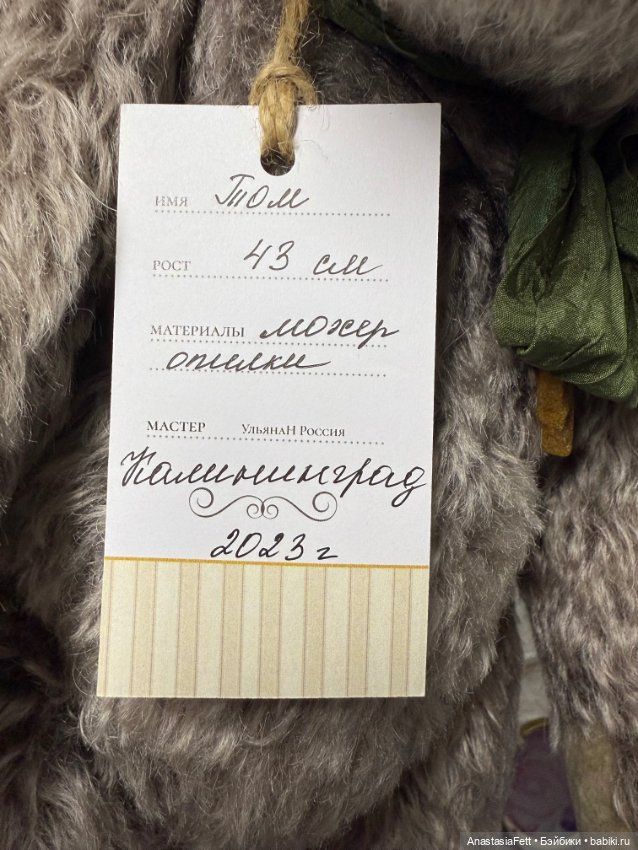 ИМЯ Том
РОСТ 43 см
МАТЕРИАЛЫ мохер
опилки
МАСТЕР УльянаН Россия
Калининград
2023 г
AnastasiaFett • Бэйбики • babiki.ru